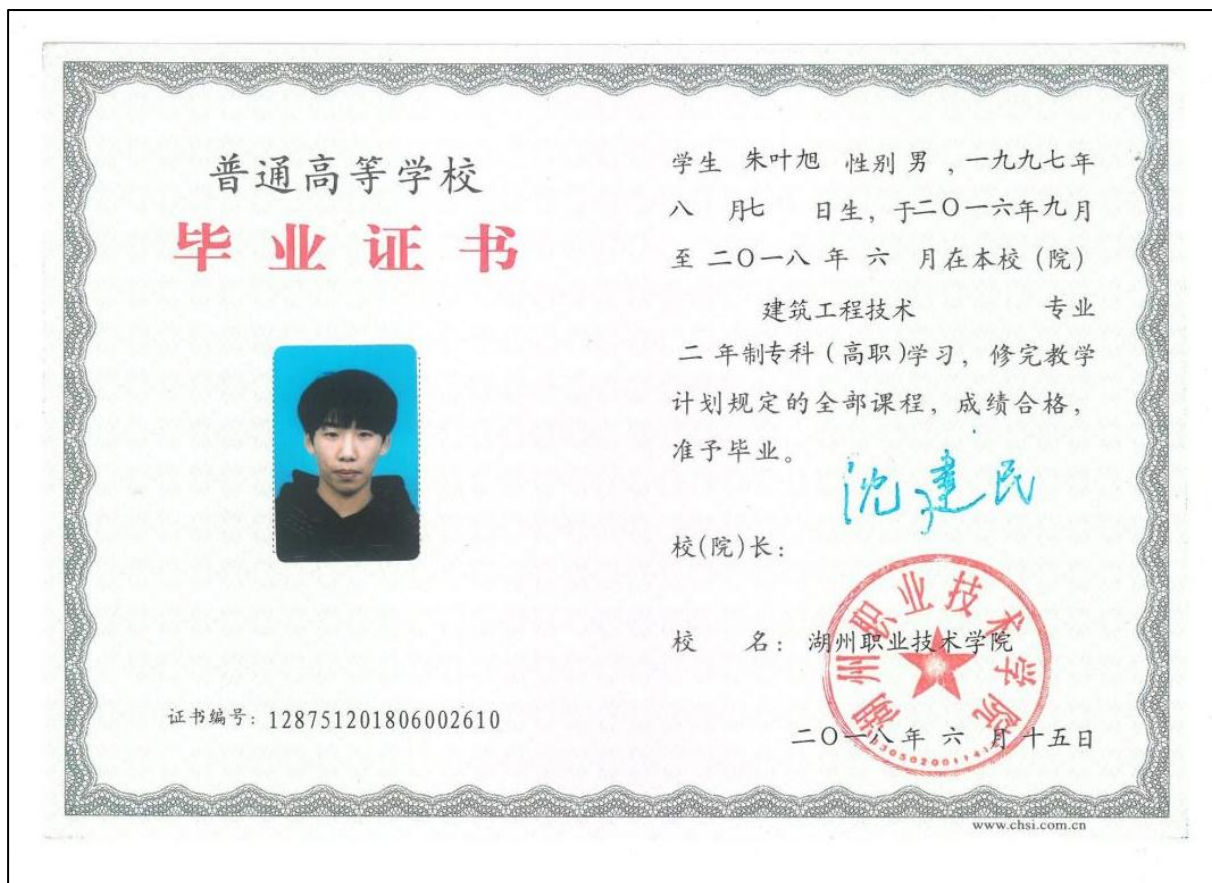 普通高等学校
毕业证书
证书编号：128751201806002610
学生 朱叶旭 性别 男 ，一九九七年
八 月七 日生，于二〇一六年九月
至 二〇一八 年 六 月在本校（院）
建筑工程技术 专业
二 年制专科（高职）学习，修完教学
计划规定的全部课程，成绩合格，
准予毕业。
沈建民
校（院）长：
校 名：湖州职业技术学院
湖州职业技术学院
二〇一八年 六 月十五日
www.chsi.com.cn